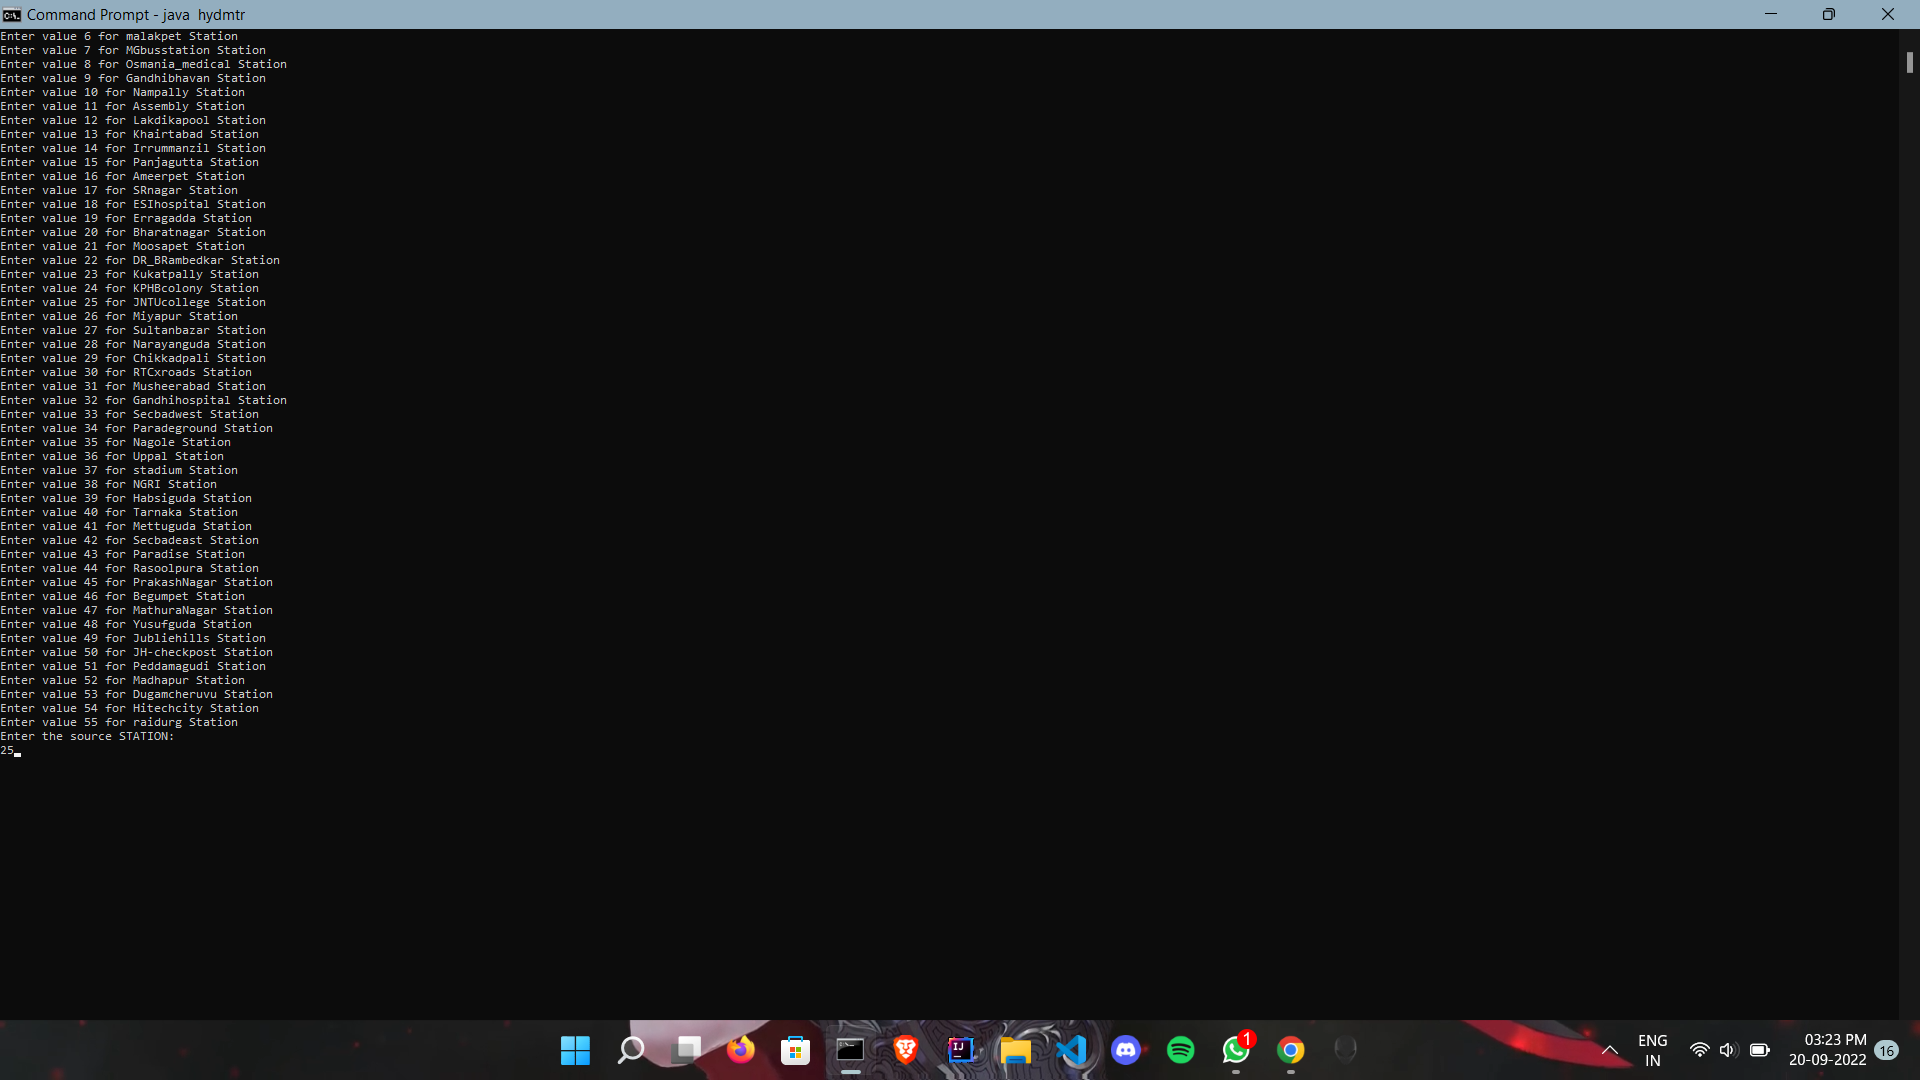 Command Prompt - java  hydmtr
Enter value 6 for malakpet Station
Enter value 7 for MGbusstation Station
Enter value 8 for Osmania_medical Station
Enter value 9 for Gandhibhavan Station
Enter value 10 for Nampally Station
Enter value 11 for Assembly Station
Enter value 12 for Lakdikapool Station
Enter value 13 for Khairtabad Station
Enter value 14 for Irrummanzil Station
Enter value 15 for Panjagutta Station
Enter value 16 for Ameerpet Station
Enter value 17 for SRnagar Station
Enter value 18 for ESIhospital Station
Enter value 19 for Erragadda Station
Enter value 20 for Bharatnagar Station
Enter value 21 for Moosapet Station
Enter value 22 for DR_BRambedkar Station
Enter value 23 for Kukatpally Station
Enter value 24 for KPHBcolony Station
Enter value 25 for JNTUcollege Station
Enter value 26 for Miyapur Station
Enter value 27 for Sultanbazar Station
Enter value 28 for Narayanguda Station
Enter value 29 for Chikkadpali Station
Enter value 30 for RTCxroads Station
Enter value 31 for Musheerabad Station
Enter value 32 for Gandhihospital Station
Enter value 33 for Secbadwest Station
Enter value 34 for Paradeground Station
Enter value 35 for Nagole Station
Enter value 36 for Uppal Station
Enter value 37 for stadium Station
Enter value 38 for NGRI Station
Enter value 39 for Habsiguda Station
Enter value 40 for Tarnaka Station
Enter value 41 for Mettuguda Station
Enter value 42 for Secbadeast Station
Enter value 43 for Paradise Station
Enter value 44 for Rasoolpura Station
Enter value 45 for PrakashNagar Station
Enter value 46 for Begumpet Station
Enter value 47 for MathuraNagar Station
Enter value 48 for Yusufguda Station
Enter value 49 for Jubliehills Station
Enter value 50 for JH-checkpost Station
Enter value 51 for Peddamagudi Station
Enter value 52 for Madhapur Station
Enter value 53 for Dugamcheruvu Station
Enter value 54 for Hitechcity Station
Enter value 55 for raidurg Station
Enter the source STATION:
25
IJ
1
ENG
IN
03:23 PM
20-09-2022
16